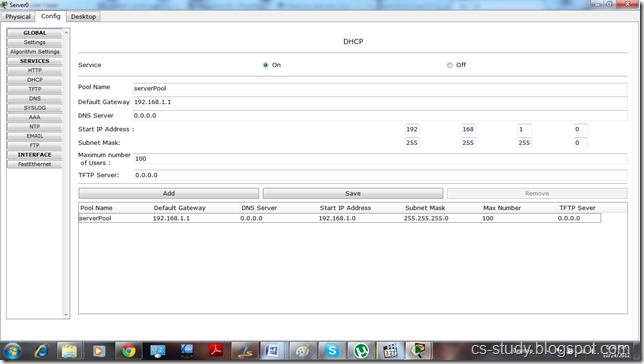 Server0
Physical Config Desktop
GLOBAL
Settings
Algorithm Settings
SERVICES
HTTP
DHCP
TFTP
DNS
SYSLOG
AAA
NTP
EMAIL
FTP
INTERFACE
FastEthernet
DHCP
Service On Off
Pool Name serverPool
Default Gateway 192.168.1.1
DNS Server 0.0.0.0
Start IP Address : 192 168 1 0
Subnet Mask: 255 255 255 0
Maximum number
of Users : 100
TFTP Server: 0.0.0.0
Add Save Remove
Pool Name Default Gateway DNS Server Start IP Address Subnet Mask Max Number TFTP Sever
serverPool 192.168.1.1 0.0.0.0 192.168.1.0 255.255.255.0 100 0.0.0.0
cs-study.blogspot.com